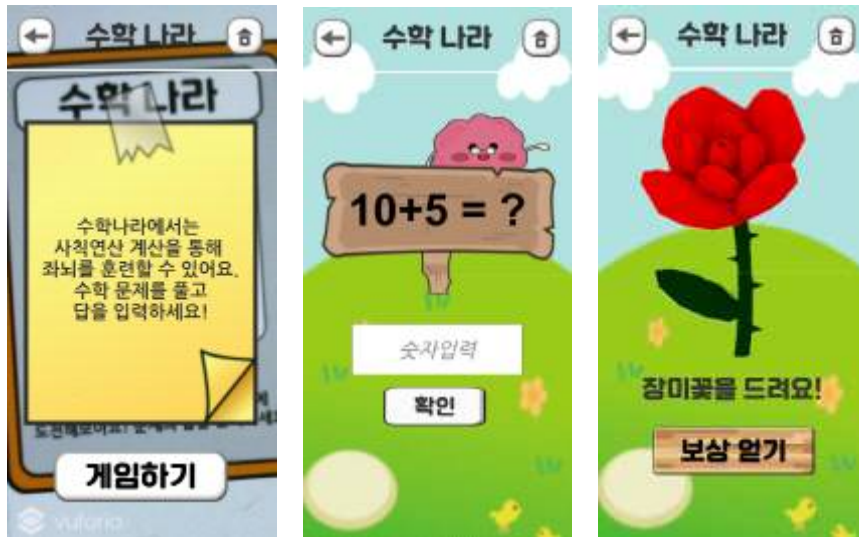 수학 나라
수학 나라
수학나라에서는
사칙연산 계산을 통해
좌뇌를 훈련할 수 있어요.
수학 문제를 풀고
답을 입력하세요!
게임하기
vuforia
수학 나라
10+5 = ?
숫자입력
확인
수학 나라
장미꽃을 드려요!
보상 얻기